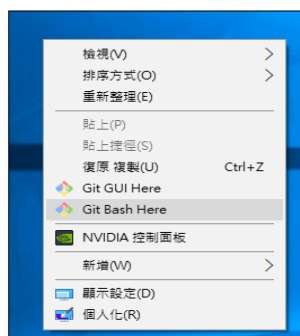 檢視(V)
排序方式(O)
重新整理(E)
貼上(P)
貼上捷徑(S)
復原 複製(U) Ctrl+Z
Git GUI Here
Git Bash Here
NVIDIA 控制面板
新增(W)
顯示設定(D)
個人化(R)